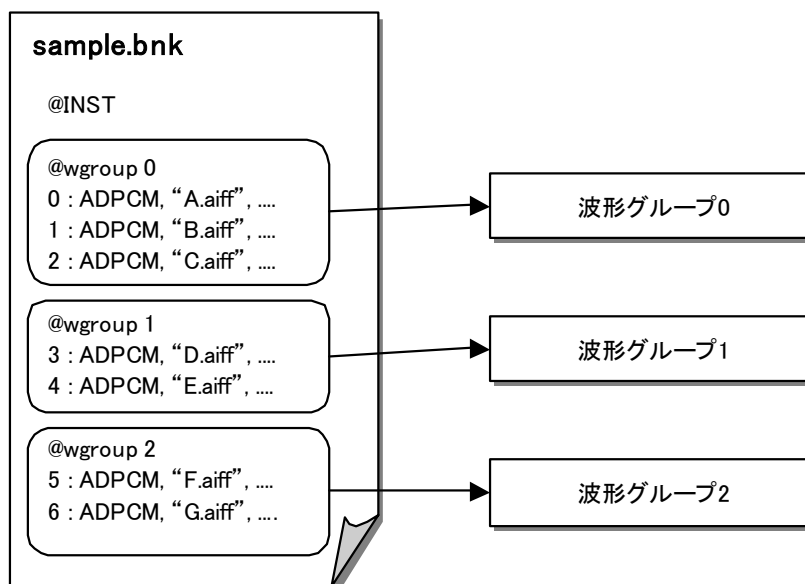 sample.bnk
@INST
@wgroup 0
0 : ADPCM, “A.aiff”, ....
1 : ADPCM, “B.aiff”, ....
2 : ADPCM, “C.aiff”, ....
波形グループ0
@wgroup 1
3 : ADPCM, “D.aiff”, ....
4 : ADPCM, “E.aiff”, ....
波形グループ1
@wgroup 2
5 : ADPCM, “F.aiff”, ....
6 : ADPCM, “G.aiff”, ....
波形グループ2